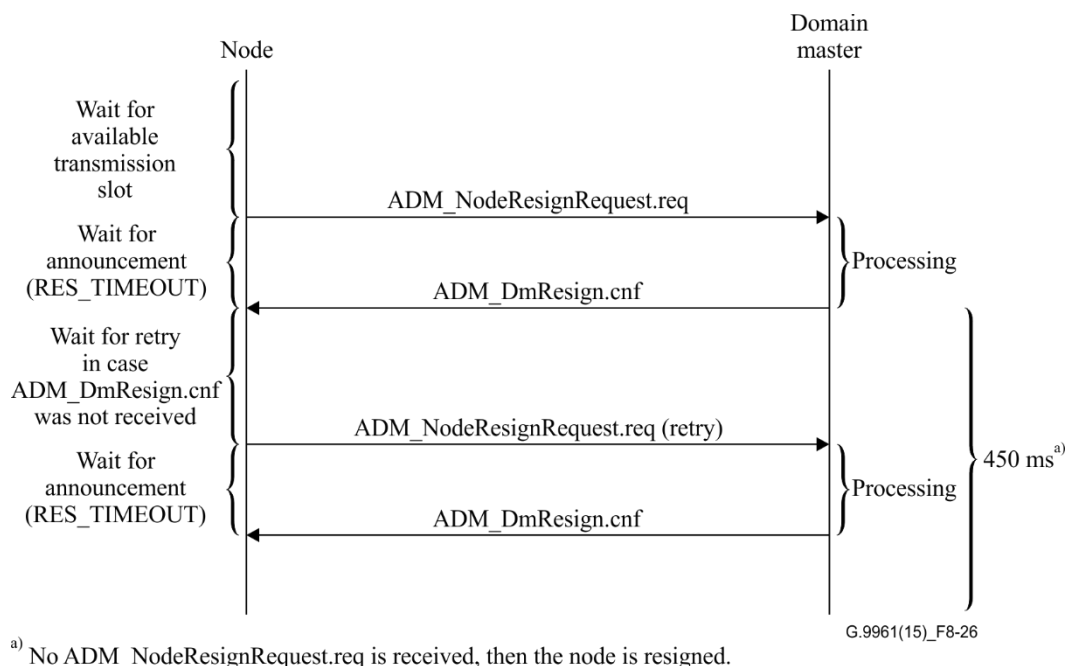 Node
Domain
master
Wait for
available
transmission
slot
ADM_NodeResignRequest.req
Wait for
announcement
(RES_TIMEOUT)
Processing
ADM_DmResign.cnf
Wait for retry
in case
ADM_DmResign.cnf
was not received
ADM_NodeResignRequest.req (retry)
Wait for
announcement
(RES_TIMEOUT)
Processing
450 ms a)
ADM_DmResign.cnf
G.9961(15)_F8-26
a) No ADM_NodeResignRequest.req is received, then the node is resigned.